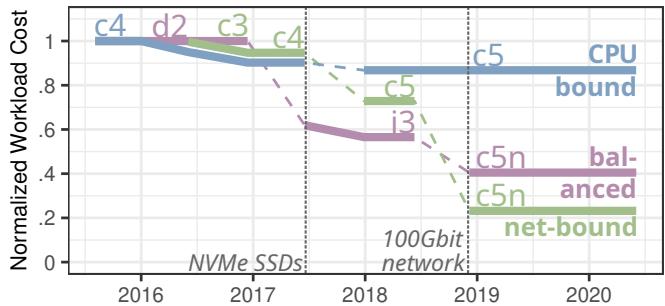 Normalized Workload Cost
1
.8
.6
.4
.2
0
c4
d2
c3
c4
c5
CPU
bound
c5
i3
c5n
bal-
anced
c5n
net-bound
NVMe SSDs
100Gbit
network
2016
2017
2018
2019
2020